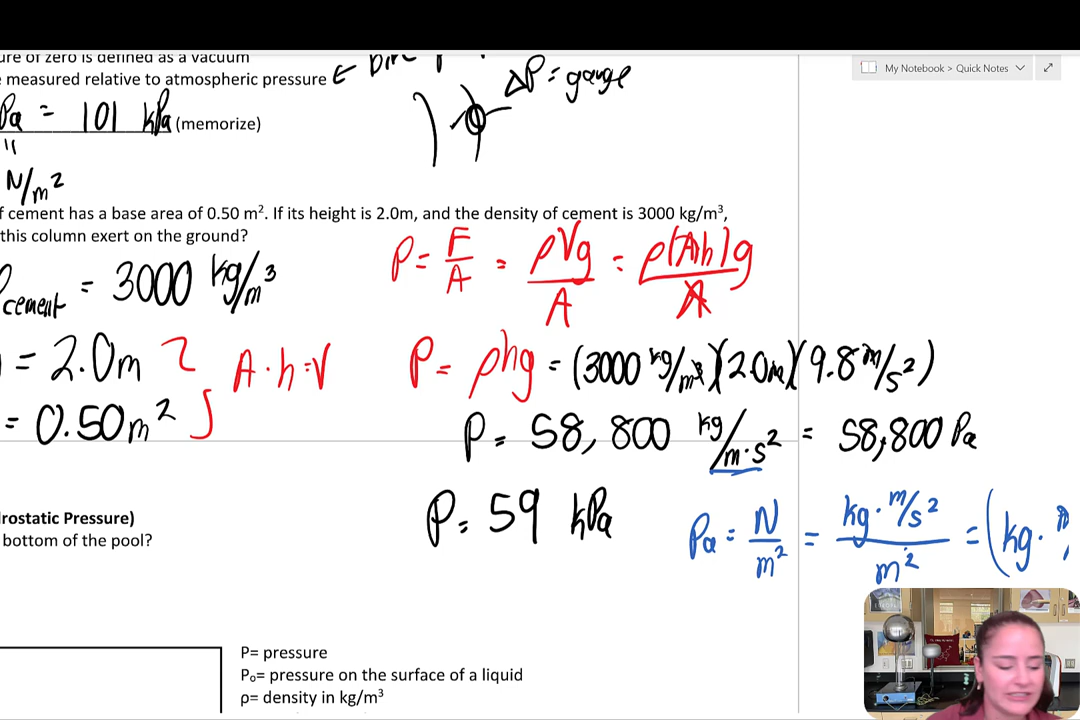 ure of zero is defined as a vacuum
measured relative to atmospheric pressure ←
ΔP = gauge
My Notebook > Quick Notes
Pa = 101 kPa (memorize)
"
N/m²
f cement has a base area of 0.50 m². If its height is 2.0m, and the density of cement is 3000 kg/m³,
this column exert on the ground?
P = F/A = ρVg/A = ρ(A)h)g/A
ρcement = 3000 kg/m³
= 2.0m
A·h=V
P = ρhg = (3000 kg/m³)(2.0m)(9.8m/s²)
= 0.50m²
P = 58,800 kg/m·s² = 58,800 Pa
P = 59 kPa
Pa = N/m² = kg·m/s²/m² = (kg·
rostatic Pressure)
bottom of the pool?
P= pressure
P₀= pressure on the surface of a liquid
ρ= density in kg/m³